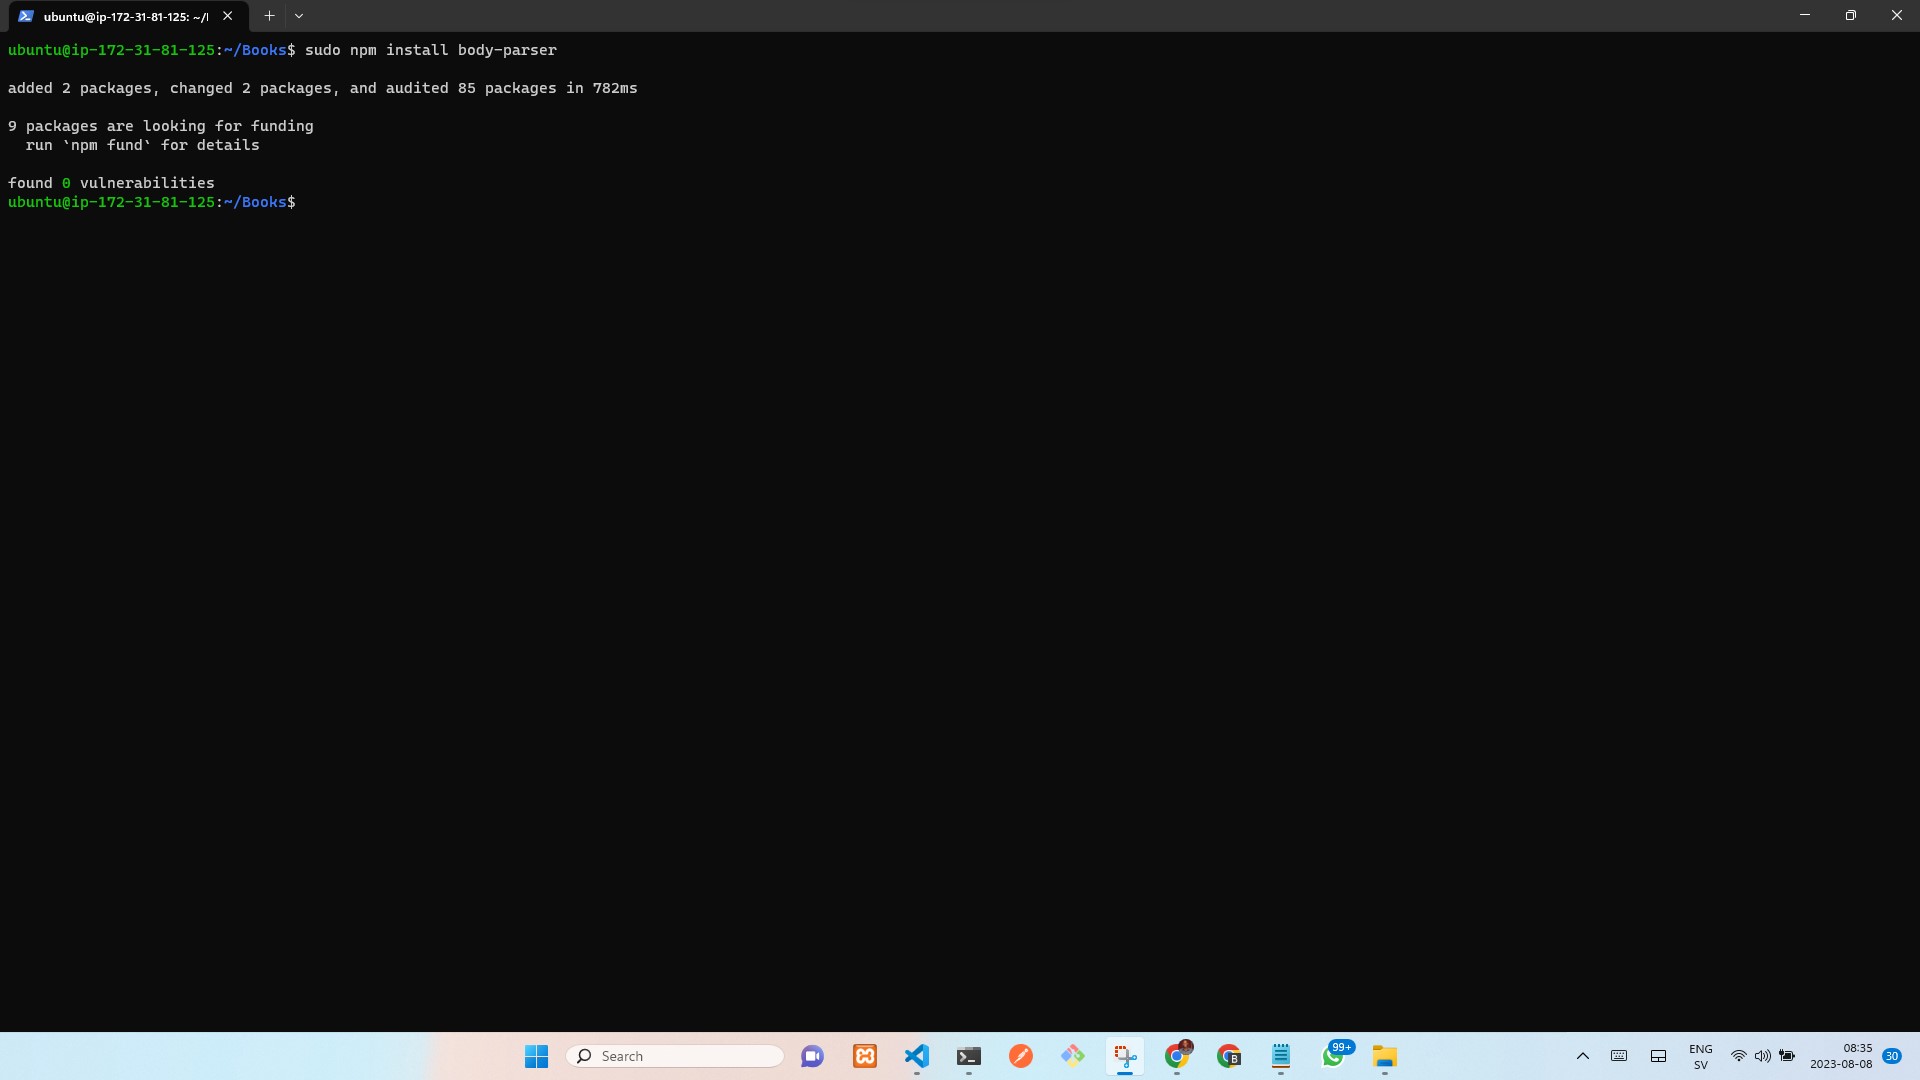 ubuntu@ip-172-31-81-125: ~/I
ubuntu@ip-172-31-81-125:~/Books$ sudo npm install body-parser
added 2 packages, changed 2 packages, and audited 85 packages in 782ms
9 packages are looking for funding
run `npm fund` for details
found 0 vulnerabilities
ubuntu@ip-172-31-81-125:~/Books$
Search
B
99+
ENG
SV
08:35
2023-08-08
30